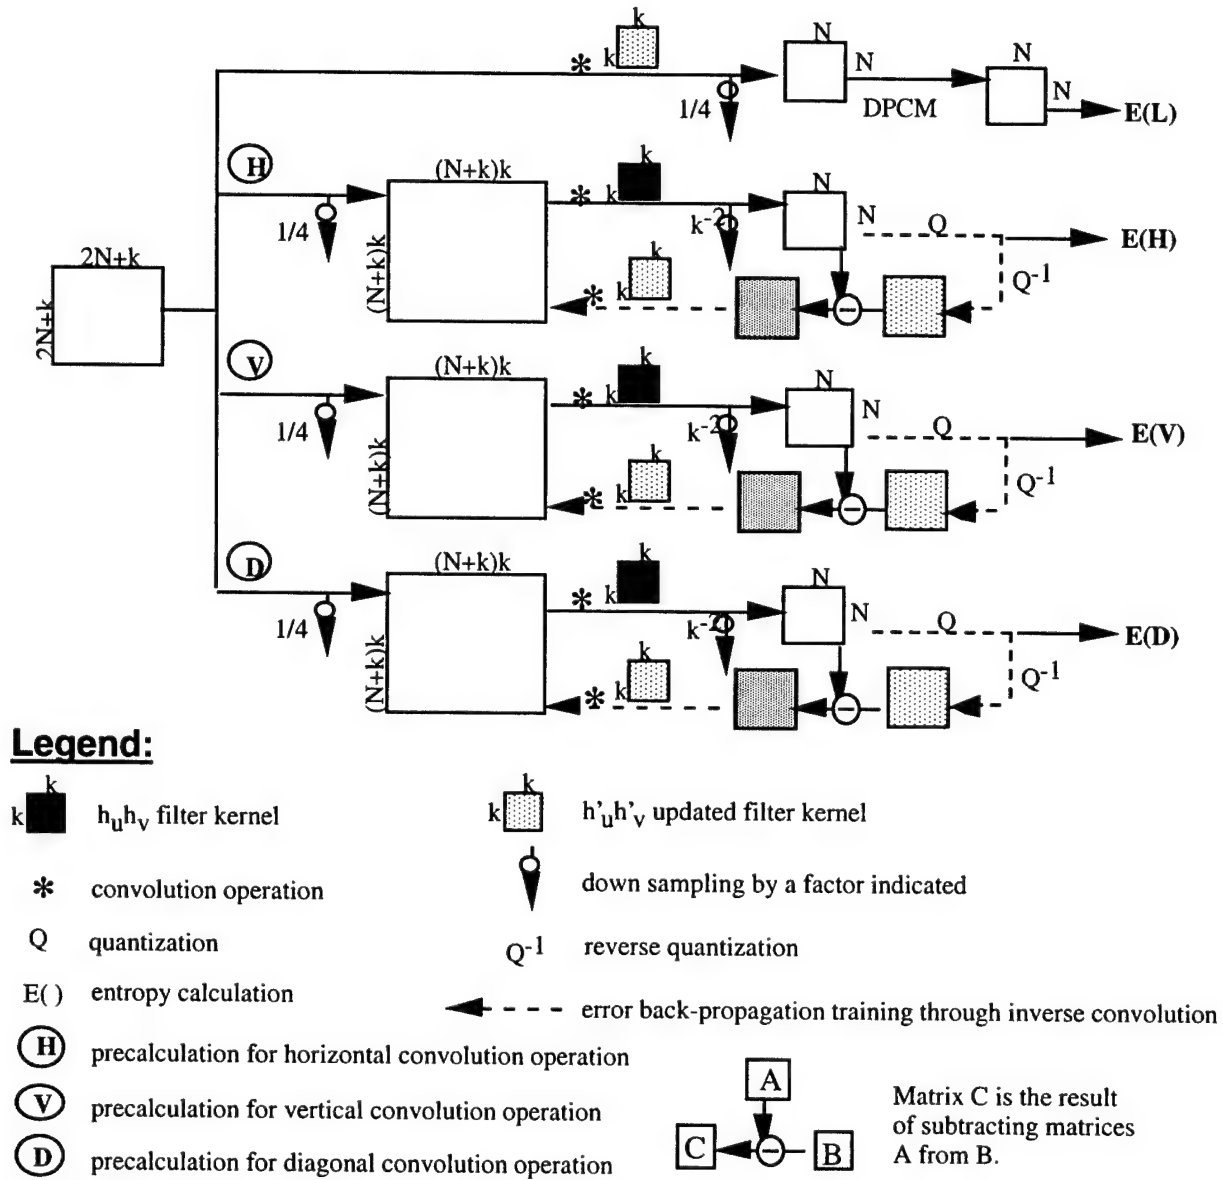 k
k
*
N
N
DPCM
1/4
N
N
E(L)
H
1/4
(N+k)k
(N+k)k
k
k
*
k-2
N
N
Q
E(H)
Q-1
k
*
2N+k
2N+k
V
1/4
(N+k)k
(N+k)k
k
k
*
k-2
N
N
Q
E(V)
Q-1
k
k
*
D
1/4
(N+k)k
(N+k)k
k
k
*
k-2
N
N
Q
E(D)
Q-1
k
k
*
Legend:
k
k huhv filter kernel
k
k h'uh'v updated filter kernel
* convolution operation
down sampling by a factor indicated
Q quantization
Q-1 reverse quantization
E( ) entropy calculation
error back-propagation training through inverse convolution
H precalculation for horizontal convolution operation
V precalculation for vertical convolution operation
D precalculation for diagonal convolution operation
A
C
B
Matrix C is the result
of subtracting matrices
A from B.